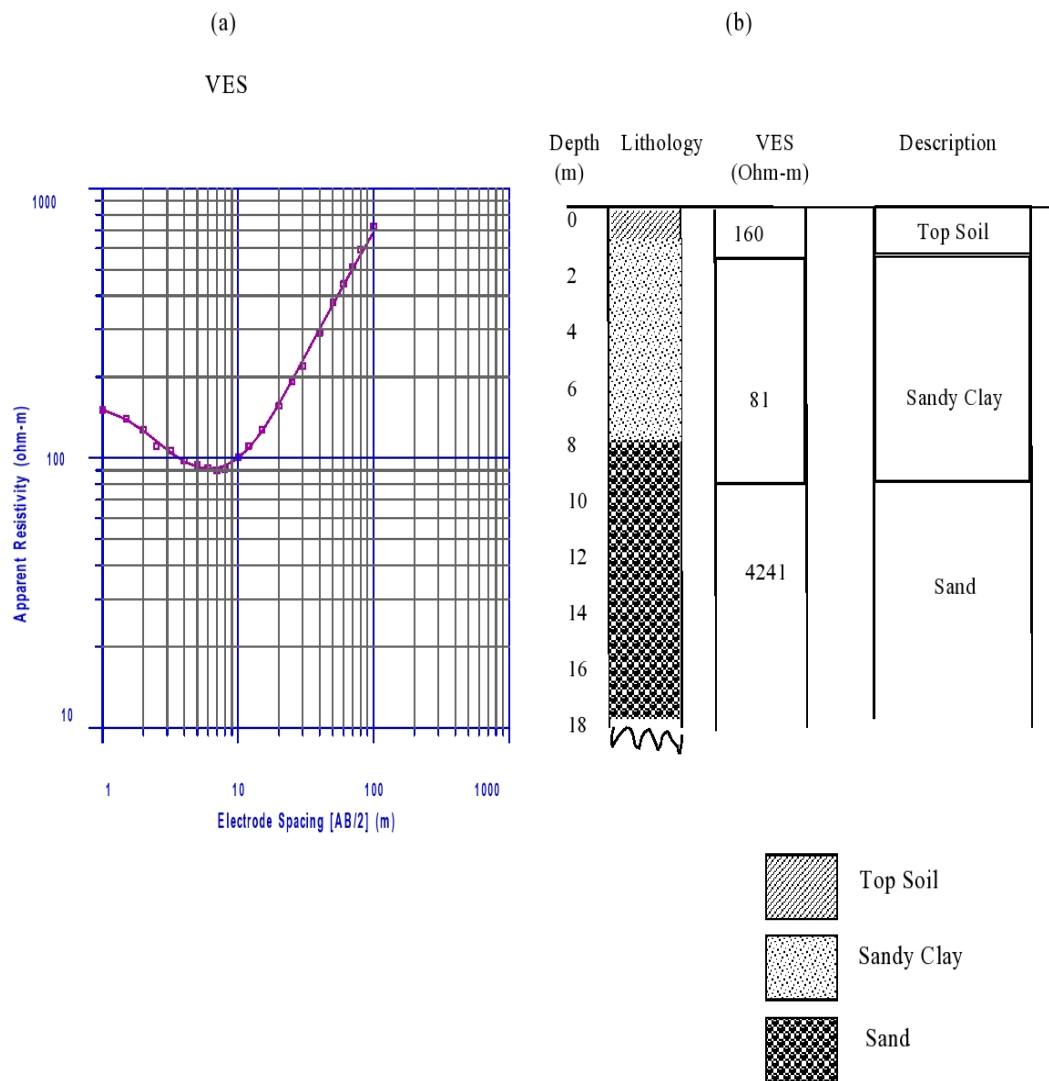 (a)
VES
1000
100
10
Apparent Resistivity (ohm-m)
1
10
100
1000
Electrode Spacing [AB/2] (m)
(b)
Depth
(m)
Lithology
VES
(Ohm-m)
Description
0
2
4
6
8
10
12
14
16
18
160
81
4241
Top Soil
Sandy Clay
Sand
Top Soil
Sandy Clay
Sand